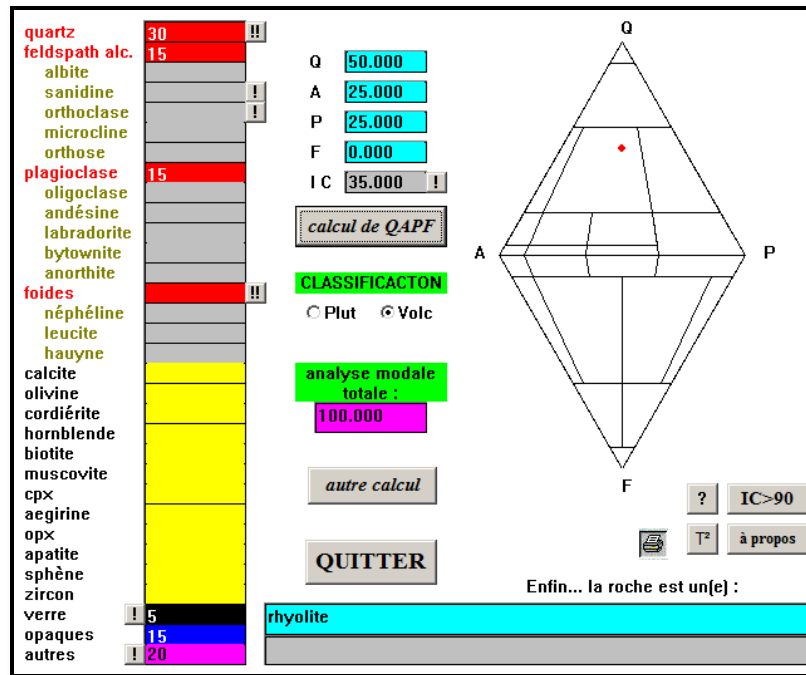 quartz 30 !!
feldspath alc. 15
albite
sanidine !
orthoclase !
microcline
orthose
plagioclase 15
oligoclase
andésine
labradorite
bytownite
anorthite
foides !!
néphéline
leucite
hauyne
calcite
olivine
cordiérite
hornblende
biotite
muscovite
cpx
aegirine
opx
apatite
sphène
zircon
verre ! 5
opaques 15
autres ! 20
Q 50.000
A 25.000
P 25.000
F 0.000
I C 35.000 !
calcul de QAPF
CLASSIFICACTON
Plut Volc
analyse modale
totale :
100.000
autre calcul
QUITTER
Q
A
P
F
? IC>90
T² à propos
Enfin... la roche est un(e) :
rhyolite